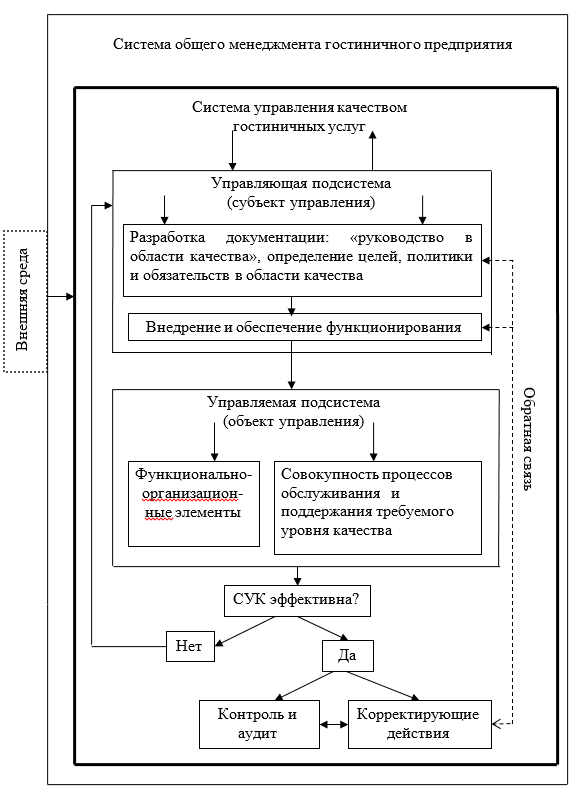 Система общего менеджмента гостиничного предприятия
Система управления качеством
гостиничных услуг
Управляющая подсистема
(субъект управления)
Разработка документации: «руководство в
области качества», определение целей, политики
и обязательств в области качества
Внедрение и обеспечение функционирования
Внешняя среда
Управляемая подсистема
(объект управления)
Функционально-
организацион-
ные элементы
Совокупность процессов
обслуживания и
поддержания требуемого
уровня качества
Обратная связь
СУК эффективна?
Нет
Да
Контроль и
аудит
Корректирующие
действия